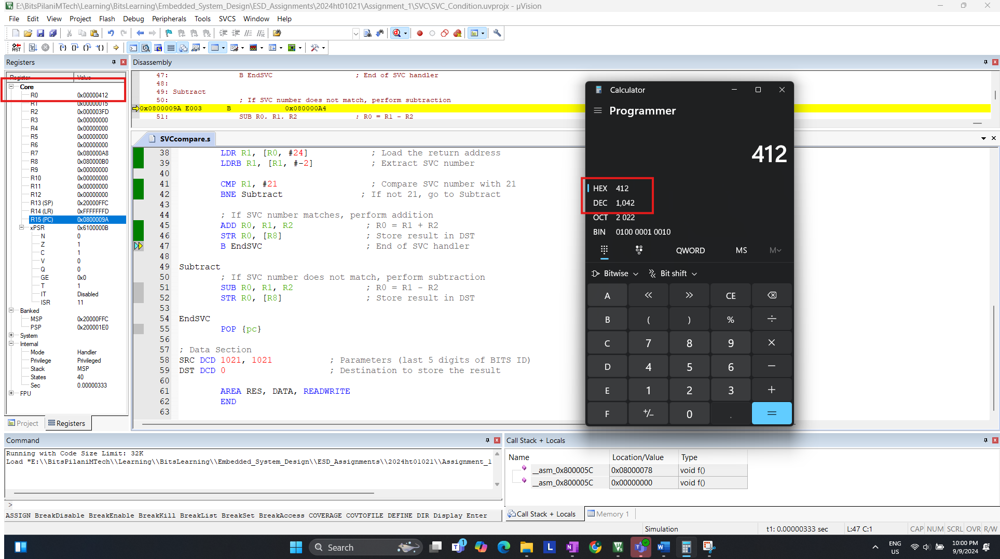 E:\BitsPilaniMTech\Learning\BitsLearning\Embedded_System_Design\ESD_Assignments\2024ht01021\Assignment_1\SVC\SVC_Condition.uvprojx - µVision
File Edit View Project Flash Debug Peripherals Tools SVCS Window Help
Registers
Register Value
Core
R0 0x00000412
R1 0x00000015
R2 0x000003FD
R3 0x00000000
R4 0x00000000
R5 0x00000000
R6 0x00000000
R7 0x080000A8
R8 0x080000B0
R9 0x00000000
R10 0x00000000
R11 0x00000000
R12 0x00000000
R13 (SP) 0x20000FFC
R14 (LR) 0xFFFFFFFD
R15 (PC) 0x0800009A
xPSR 0x6100000B
N 0
Z 1
C 1
V 0
Q 0
GE 0x0
T 1
IT Disabled
ISR 11
Banked
MSP 0x20000FFC
PSP 0x200001E0
System
Internal
Mode Handler
Privilege Privileged
Stack MSP
States 40
Sec 0.00000333
FPU
Project Registers
Disassembly
47: B EndSVC ; End of SVC handler
48:
49: Subtract
50: ; If SVC number does not match, perform subtraction
0x0800009A E003 B 0x080000A4
51: SUB R0, R1, R2 ; R0 = R1 - R2
SVCcompare.s
38 LDR R1, [R0, #24] ; Load the return address
39 LDRB R1, [R1, #-2] ; Extract SVC number
40
41 CMP R1, #21 ; Compare SVC number with 21
42 BNE Subtract ; If not 21, go to Subtract
43
44 ; If SVC number matches, perform addition
45 ADD R0, R1, R2 ; R0 = R1 + R2
46 STR R0, [R8] ; Store result in DST
47 B EndSVC ; End of SVC handler
48
49 Subtract
50 ; If SVC number does not match, perform subtraction
51 SUB R0, R1, R2 ; R0 = R1 - R2
52 STR R0, [R8] ; Store result in DST
53
54 EndSVC
55 POP {pc}
56
57 ; Data Section
58 SRC DCD 1021, 1021 ; Parameters (last 5 digits of BITS ID)
59 DST DCD 0 ; Destination to store the result
60
61 AREA RES, DATA, READWRITE
62 END
63
Calculator
Programmer
412
HEX 412
DEC 1,042
OCT 2 022
BIN 0100 0001 0010
QWORD MS M
Bitwise Bit shift
A << >> CE
B ( ) % ÷
C 7 8 9 ×
D 4 5 6 −
E 1 2 3 +
F +/− 0 . =
Command
Running with Code Size Limit: 32K
Load "E:\\BitsPilaniMTech\\Learning\\BitsLearning\\Embedded_System_Design\\ESD_Assignments\\2024ht01021\\Assignment_1
>
ASSIGN BreakDisable BreakEnable BreakKill BreakList BreakSet BreakAccess COVERAGE COVTOFILE DEFINE DIR Display Enter
Call Stack + Locals
Name Location/Value Type
__asm_0x800005C 0x08000078 void f()
__asm_0x800005C 0x00000000 void f()
Call Stack + Locals Memory 1
Simulation t1: 0.00000333 sec L:47 C:1 CAP NUM SCRL OVR R/W
Search
1
L
ENG
US
10:00 PM
9/9/2024